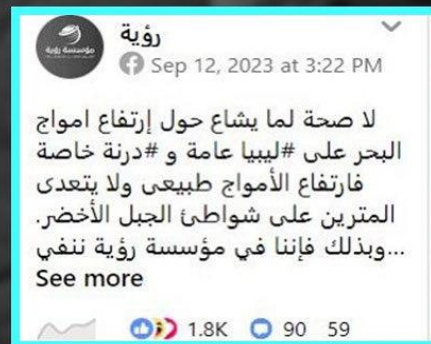 رؤية
مؤسسة رؤية
Sep 12, 2023 at 3:22 PM
لا صحة لما يشاع حول إرتفاع امواج
البحر على #ليبيا عامة و #درنة خاصة
فارتفاع الأمواج طبيعى ولا يتعدى
المترين على شواطئ الجبل الأخضر.
وبذلك فإننا في مؤسسة رؤية ننفي...
See more
1.8K 90 59